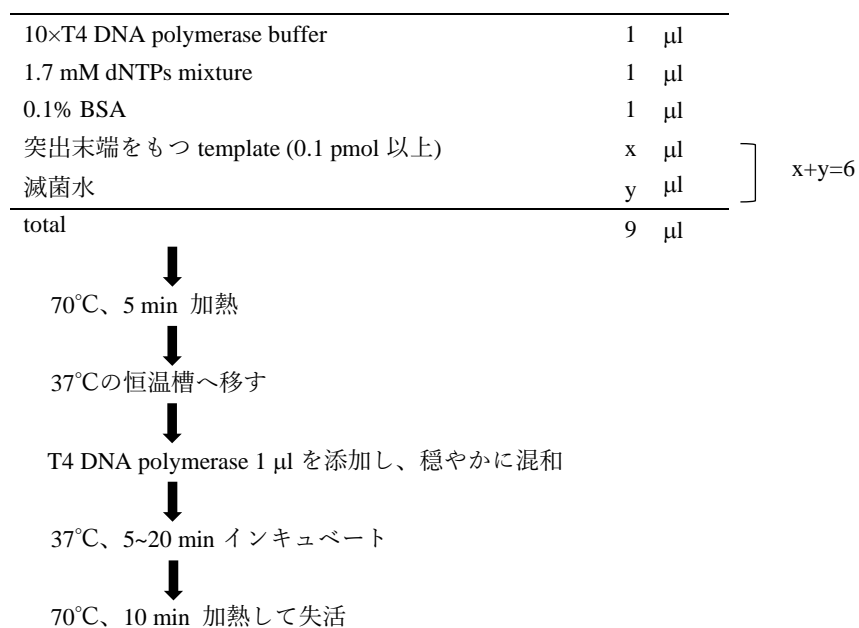 10×T4 DNA polymerase buffer 1 μl
1.7 mM dNTPs mixture 1 μl
0.1% BSA 1 μl
突出末端をもつ template (0.1 pmol 以上) x μl
滅菌水 y μl
x+y=6
total 9 μl
70℃、5 min 加熱
37℃の恒温槽へ移す
T4 DNA polymerase 1 μl を添加し、穏やかに混和
37℃、5~20 min インキュベート
70℃、10 min 加熱して失活